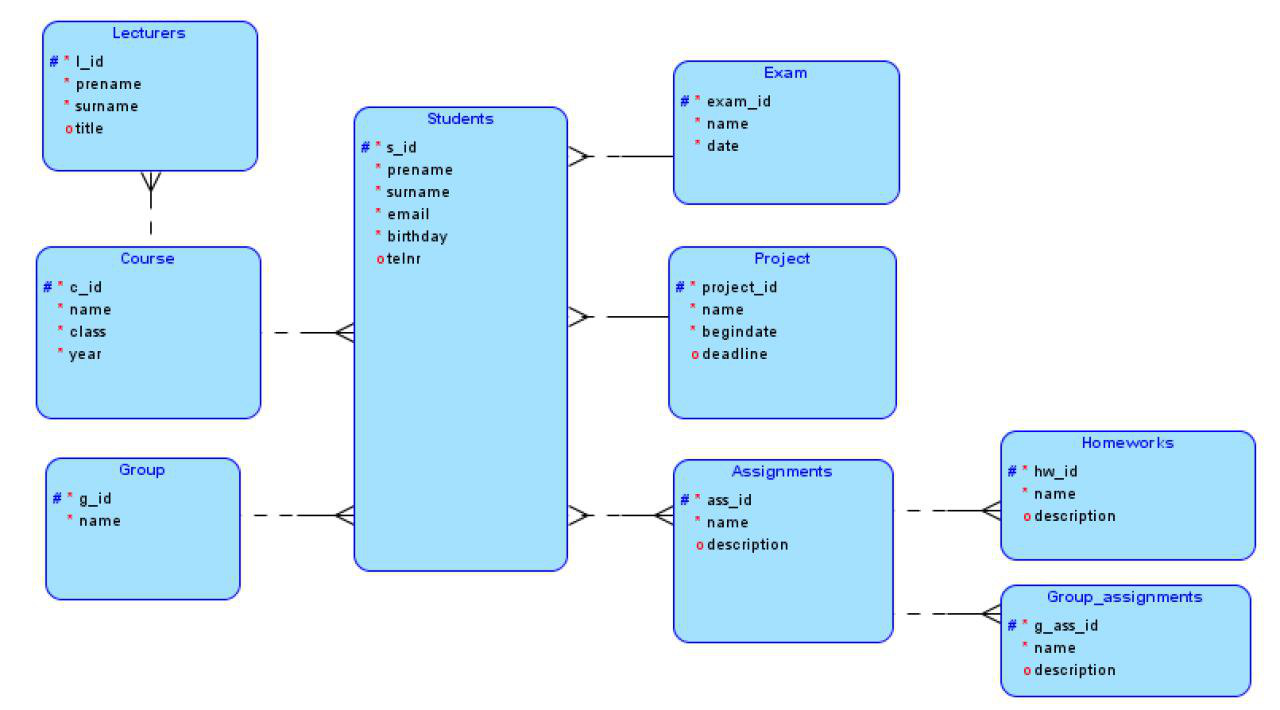 Lecturers
# * l_id
* prename
* surname
o title
Course
# * c_id
* name
* class
* year
Group
# * g_id
* name
Students
# * s_id
* prename
* surname
* email
* birthday
o telnr
Exam
# * exam_id
* name
* date
Project
# * project_id
* name
* begindate
o deadline
Assignments
# * ass_id
* name
o description
Homeworks
# * hw_id
* name
o description
Group_assignments
# * g_ass_id
* name
o description